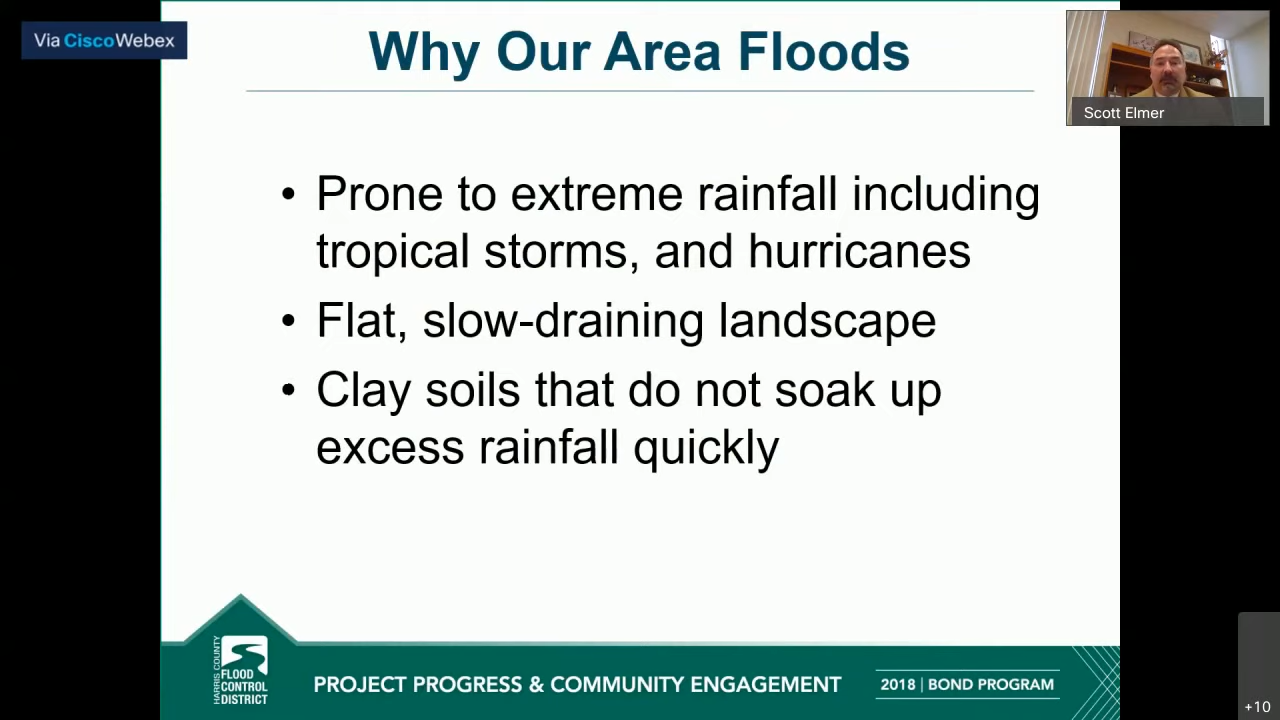 Via Cisco Webex
Why Our Area Floods
Scott Elmer
• Prone to extreme rainfall including
tropical storms, and hurricanes
• Flat, slow-draining landscape
• Clay soils that do not soak up
excess rainfall quickly
HARRIS COUNTY
FLOOD
CONTROL
DISTRICT
PROJECT PROGRESS & COMMUNITY ENGAGEMENT
2018 | BOND PROGRAM
+10